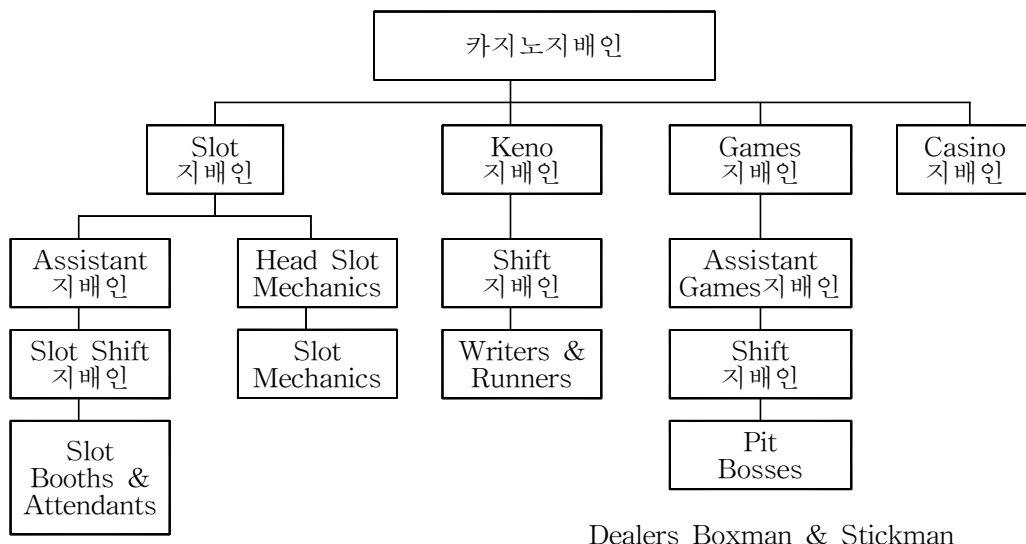 카지노지배인
Slot
지배인
Keno
지배인
Games
지배인
Casino
지배인
Assistant
지배인
Head Slot
Mechanics
Shift
지배인
Assistant
Games지배인
Slot Shift
지배인
Slot
Mechanics
Writers &
Runners
Shift
지배인
Slot
Booths &
Attendants
Pit
Bosses
Dealers Boxman & Stickman